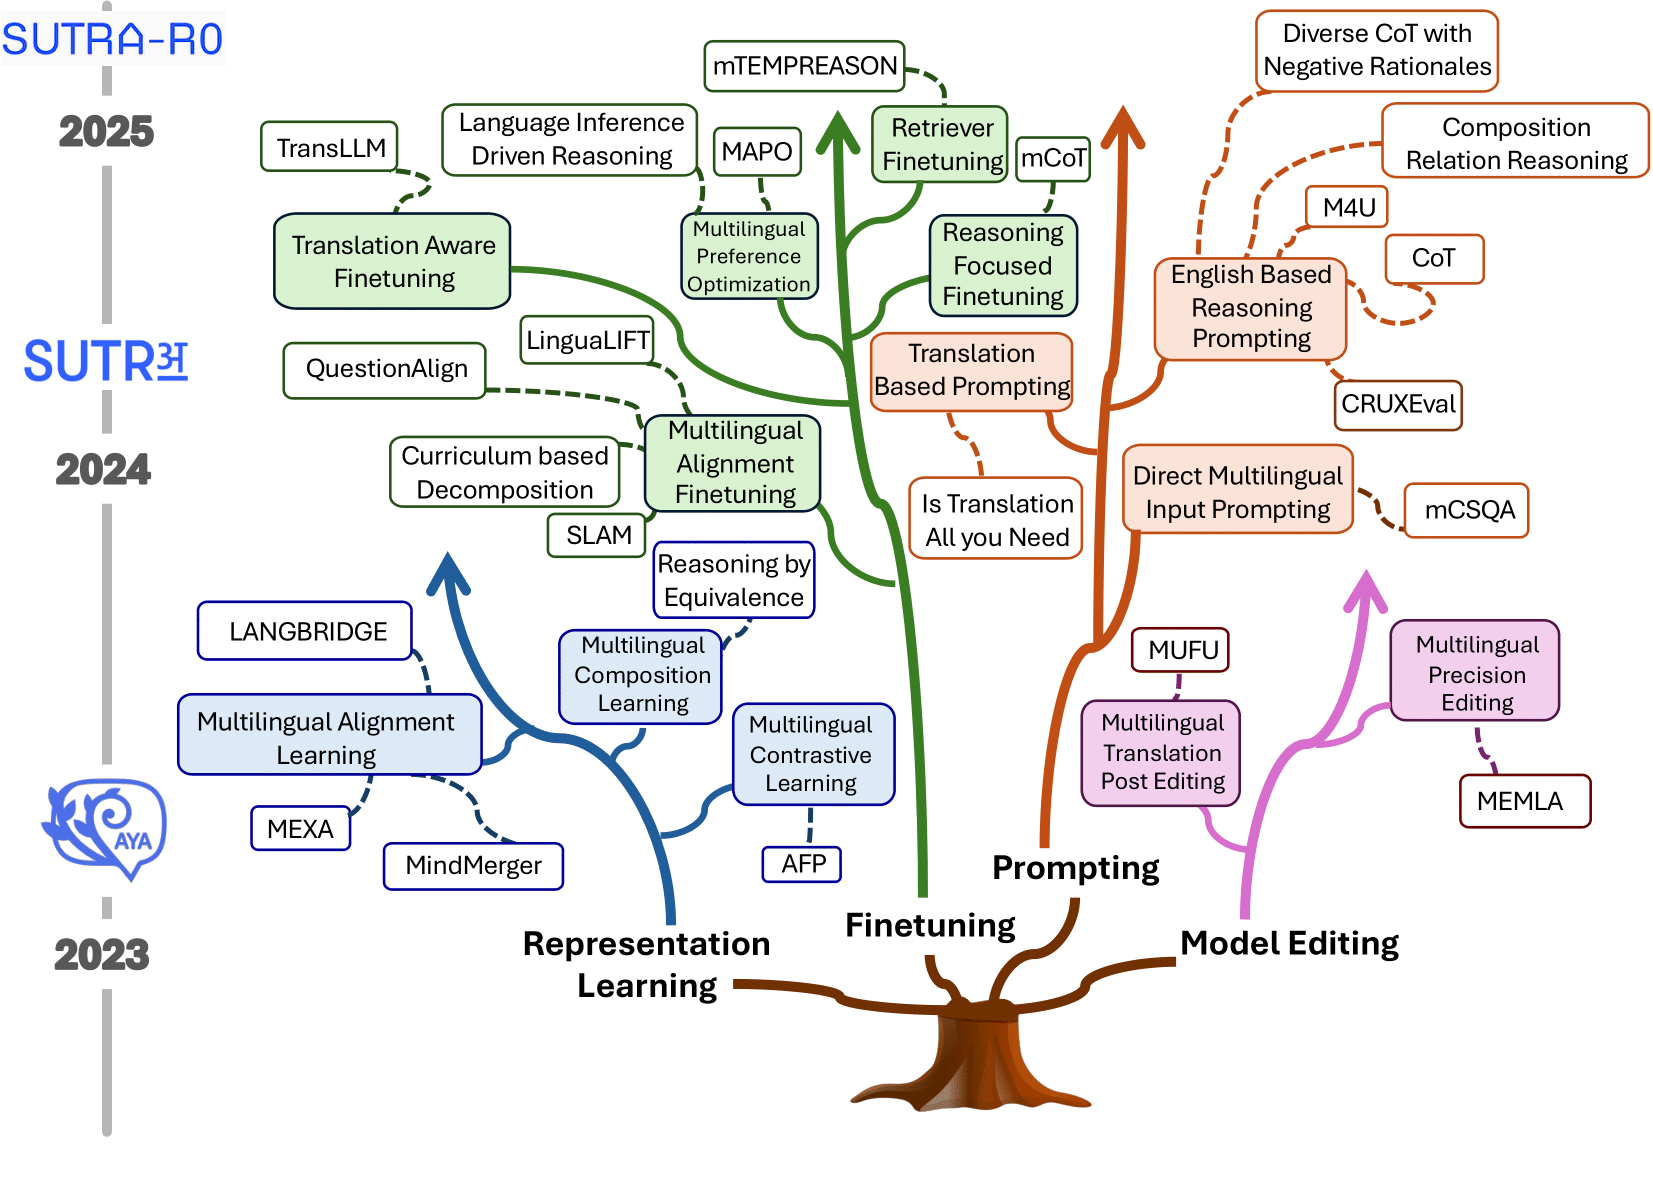 SUTRA-R0
2025
SUTRअ
2024
AYA
2023
mTEMPREASON
Diverse CoT with
Negative Rationales
TransLLM
Language Inference
Driven Reasoning
MAPO
Retriever
Finetuning
mCoT
Composition
Relation Reasoning
M4U
Translation Aware
Finetuning
Multilingual
Preference
Optimization
Reasoning
Focused
Finetuning
English Based
Reasoning
Prompting
CoT
LinguaLIFT
QuestionAlign
Translation
Based Prompting
CRUXEval
Curriculum based
Decomposition
Multilingual
Alignment
Finetuning
SLAM
Is Translation
All you Need
Direct Multilingual
Input Prompting
mCSQA
Reasoning by
Equivalence
LANGBRIDGE
Multilingual
Composition
Learning
MUFU
Multilingual
Precision
Editing
Multilingual Alignment
Learning
Multilingual
Contrastive
Learning
Multilingual
Translation
Post Editing
MEXA
MindMerger
AFP
MEMLA
Prompting
Finetuning
Representation
Learning
Model Editing